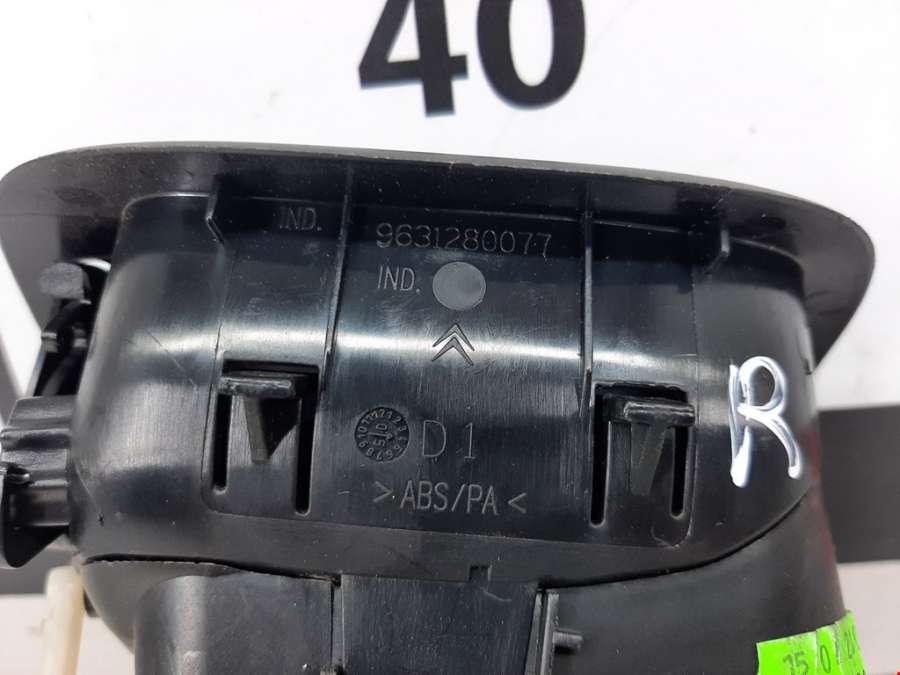 40
IND.
9631280077
IND.
D1
> ABS/PA <
R